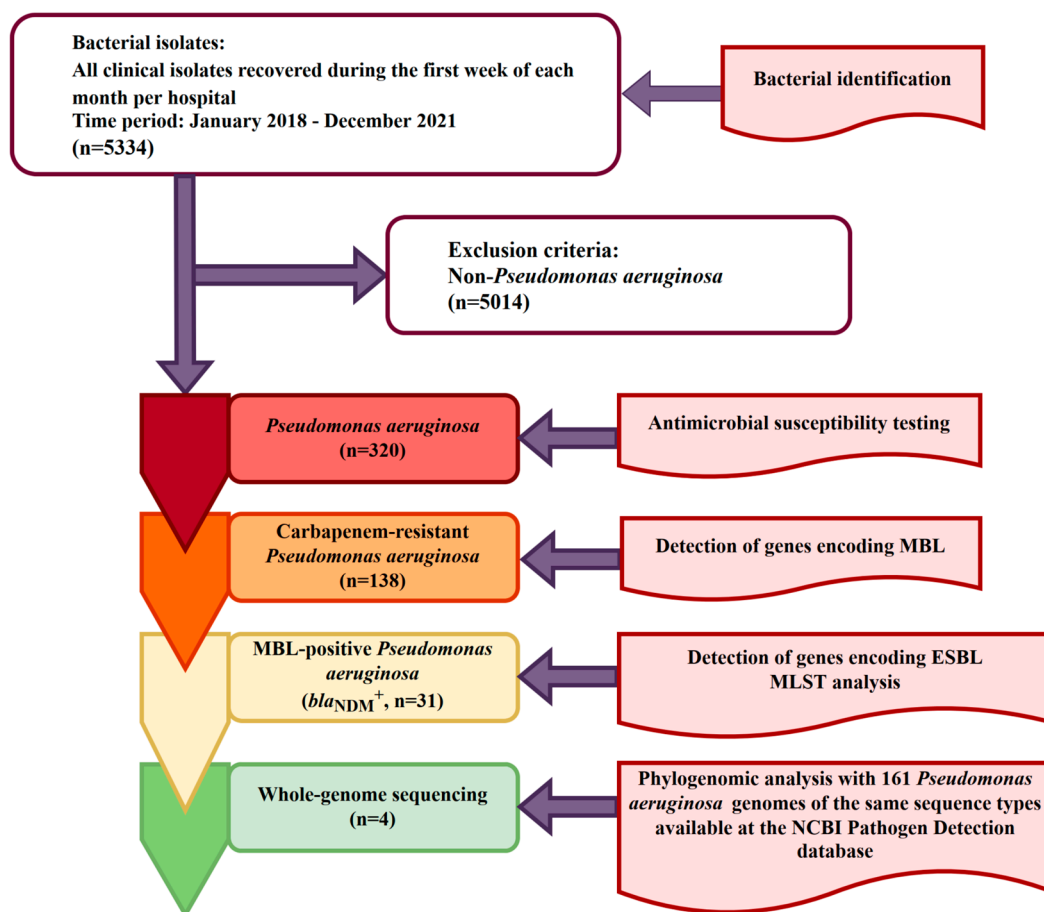 Bacterial isolates:
All clinical isolates recovered during the first week of each
month per hospital
Time period: January 2018 - December 2021
(n=5334)
Bacterial identification
Exclusion criteria:
Non-Pseudomonas aeruginosa
(n=5014)
Pseudomonas aeruginosa
(n=320)
Antimicrobial susceptibility testing
Carbapenem-resistant
Pseudomonas aeruginosa
(n=138)
Detection of genes encoding MBL
MBL-positive Pseudomonas
aeruginosa
(blaNDM+, n=31)
Detection of genes encoding ESBL
MLST analysis
Whole-genome sequencing
(n=4)
Phylogenomic analysis with 161 Pseudomonas
aeruginosa genomes of the same sequence types
available at the NCBI Pathogen Detection
database